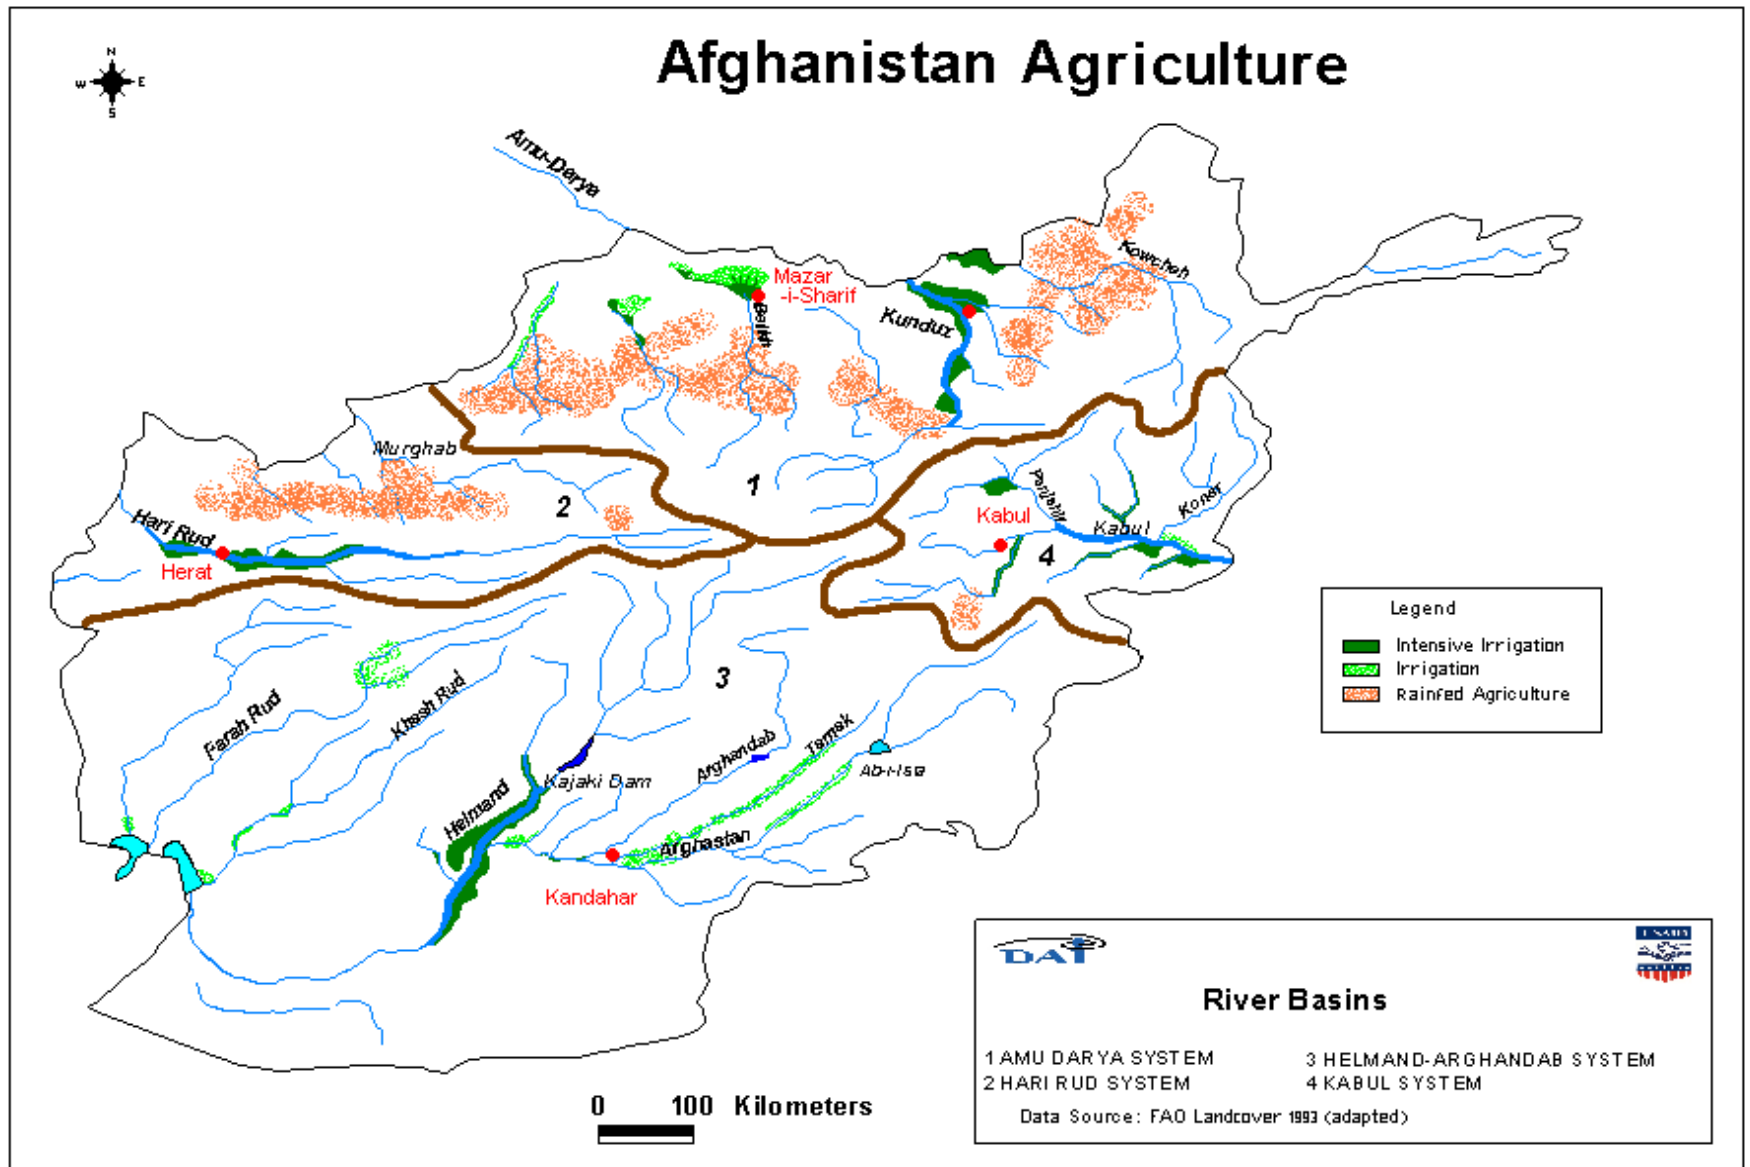 Afghanistan Agriculture
N
W
E
S
Amu-Darya
Mazar
-i-Sharif
Balkh
Kunduz
Kowcheh
Murghab
1
2
Hari Rud
Herat
Panjshir
Kabul
Kabul
Konar
4
3
Farah Rud
Khash Rud
Helmand
Kajaki Dam
Arghandab
Tarnak
Ab-i-Ista
Arghastan
Kandahar
Legend
Intensive Irrigation
Irrigation
Rainfed Agriculture
DAI
USAID
River Basins
1 AMU DARYA SYSTEM
3 HELMAND-ARGHANDAB SYSTEM
2 HARI RUD SYSTEM
4 KABUL SYSTEM
Data Source: FAO Landcover 1993 (adapted)
0 100 Kilometers